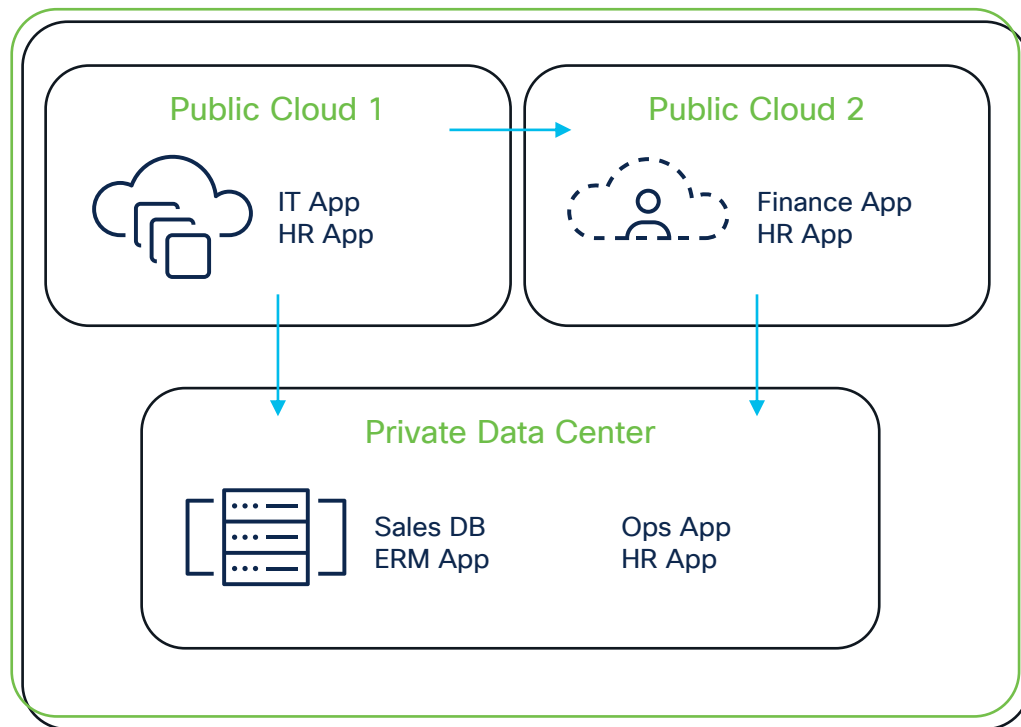 Public Cloud 1
IT App
HR App
Public Cloud 2
Finance App
HR App
Private Data Center
Sales DB
ERM App
Ops App
HR App